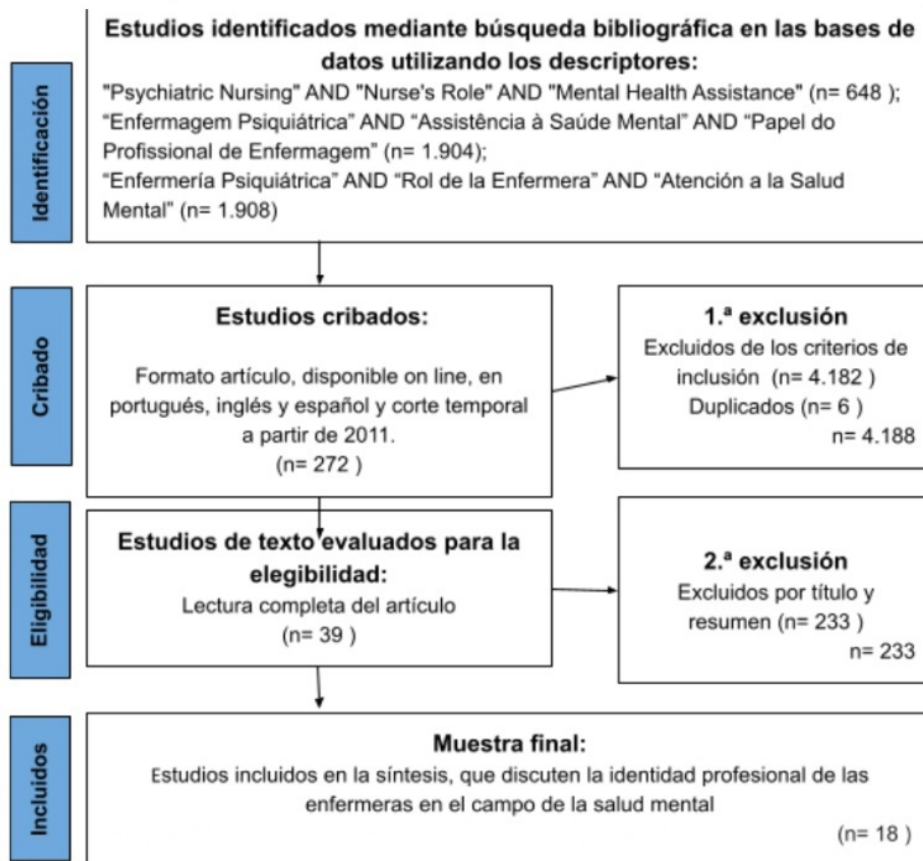 Identificación
Estudios identificados mediante búsqueda bibliográfica en las bases de
datos utilizando los descriptores:
"Psychiatric Nursing" AND "Nurse's Role" AND "Mental Health Assistance" (n= 648 );
“Enfermagem Psiquiátrica” AND “Assistência à Saúde Mental” AND “Papel do
Profissional de Enfermagem” (n= 1.904);
“Enfermería Psiquiátrica” AND “Rol de la Enfermera” AND “Atención a la Salud
Mental” (n= 1.908)
Cribado
Estudios cribados:
Formato artículo, disponible on line, en
portugués, inglés y español y corte temporal
a partir de 2011.
(n= 272 )
1.ª exclusión
Excluidos de los criterios de
inclusión (n= 4.182 )
Duplicados (n= 6 )
n= 4.188
Eligibilidad
Estudios de texto evaluados para la
elegibilidad:
Lectura completa del artículo
(n= 39 )
2.ª exclusión
Excluidos por título y
resumen (n= 233 )
n= 233
Incluidos
Muestra final:
Estudios incluidos en la síntesis, que discuten la identidad profesional de las
enfermeras en el campo de la salud mental
(n= 18 )